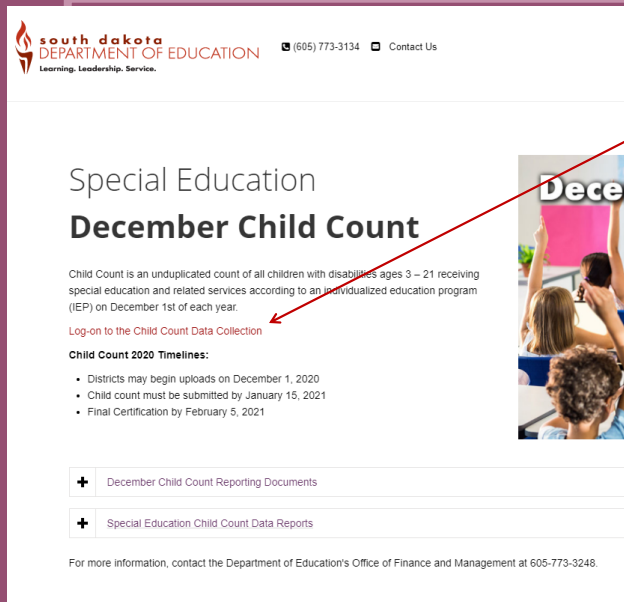 south dakota
DEPARTMENT OF EDUCATION
Learning. Leadership. Service.
(605) 773-3134 Contact Us
Special Education
December Child Count
Dece
Child Count is an unduplicated count of all children with disabilities ages 3 – 21 receiving
special education and related services according to an individualized education program
(IEP) on December 1st of each year.
Log-on to the Child Count Data Collection
Child Count 2020 Timelines:
• Districts may begin uploads on December 1, 2020
• Child count must be submitted by January 15, 2021
• Final Certification by February 5, 2021
December Child Count Reporting Documents
Special Education Child Count Data Reports
For more information, contact the Department of Education's Office of Finance and Management at 605-773-3248.